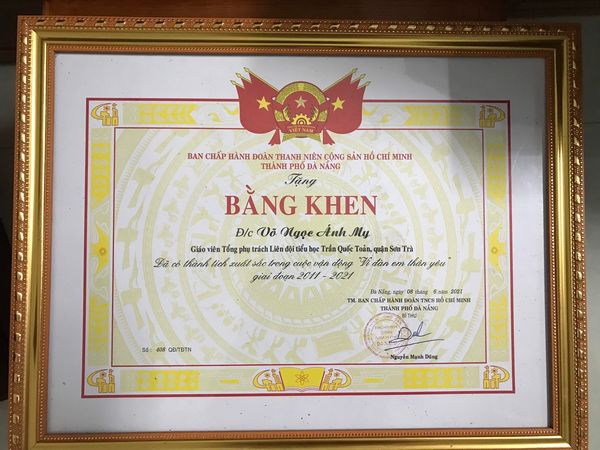 VIỆT NAM
BAN CHẤP HÀNH ĐOÀN THANH NIÊN CỘNG SẢN HỒ CHÍ MINH
THÀNH PHỐ ĐÀ NẴNG
Tặng
BẰNG KHEN
Đ/c Võ Ngọc Ánh My
Giáo viên Tổng phụ trách Liên đội tiểu học Trần Quốc Toản, quận Sơn Trà
Đã có thành tích xuất sắc trong cuộc vận động "Vì đàn em thân yêu"
giai đoạn 2011 - 2021
Đà Nẵng, ngày 08 tháng 6 năm 2021
TM. BAN CHẤP HÀNH ĐOÀN TNCS HỒ CHÍ MINH
THÀNH PHỐ ĐÀ NẴNG
BÍ THƯ
Số: 408 QĐ/TĐTN
Nguyễn Mạnh Dũng